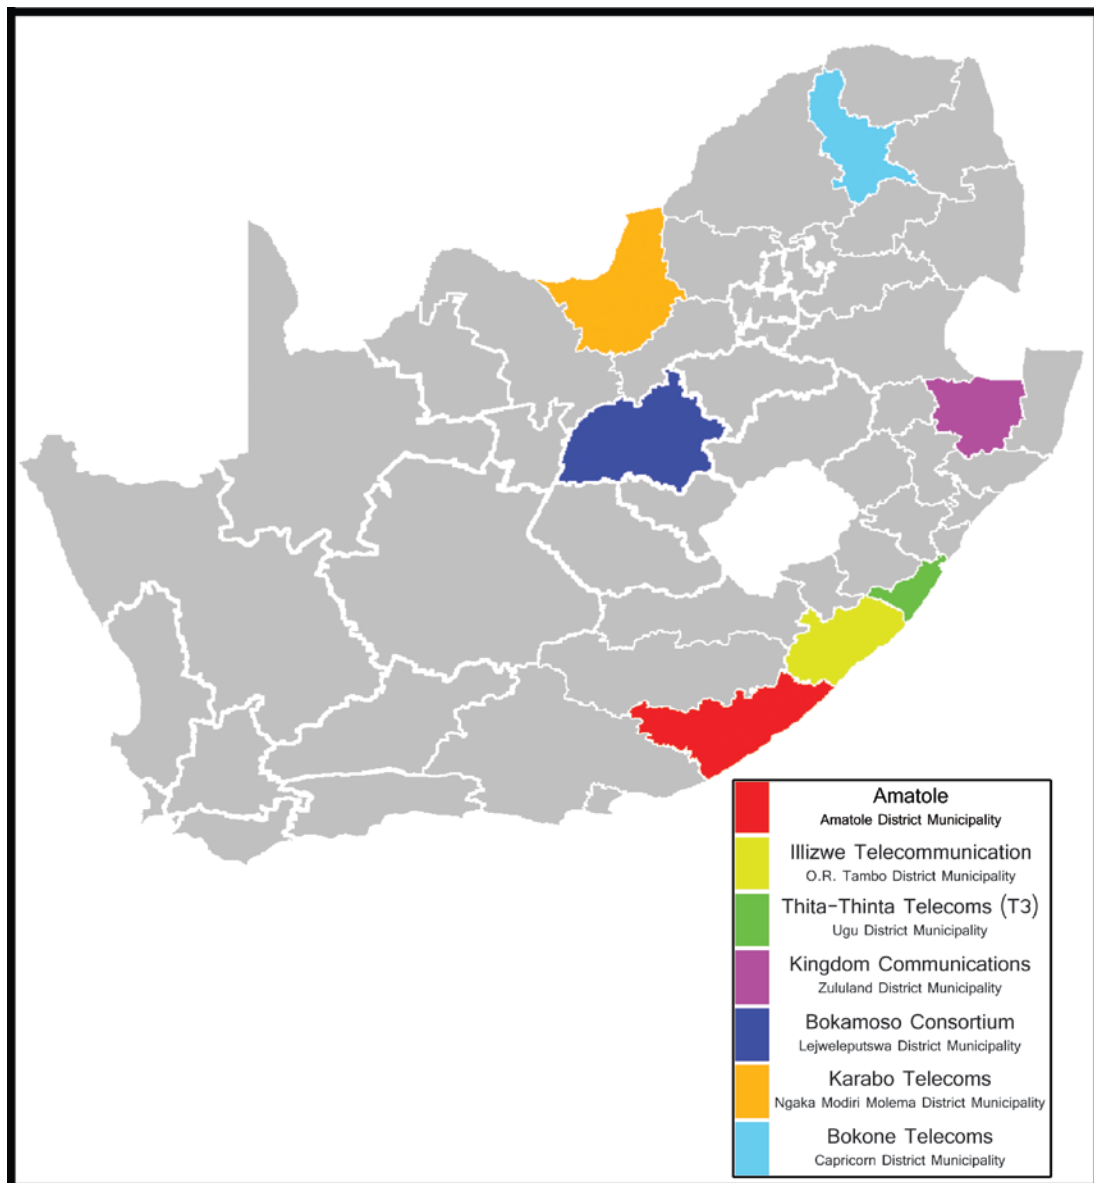 Amatole
Amatole District Municipality
Illizwe Telecommunication
O.R. Tambo District Municipality
Thita-Thinta Telecoms (T3)
Ugu District Municipality
Kingdom Communications
Zululand District Municipality
Bokamoso Consortium
Lejweleputswa District Municipality
Karabo Telecoms
Ngaka Modiri Molema District Municipality
Bokone Telecoms
Capricorn District Municipality